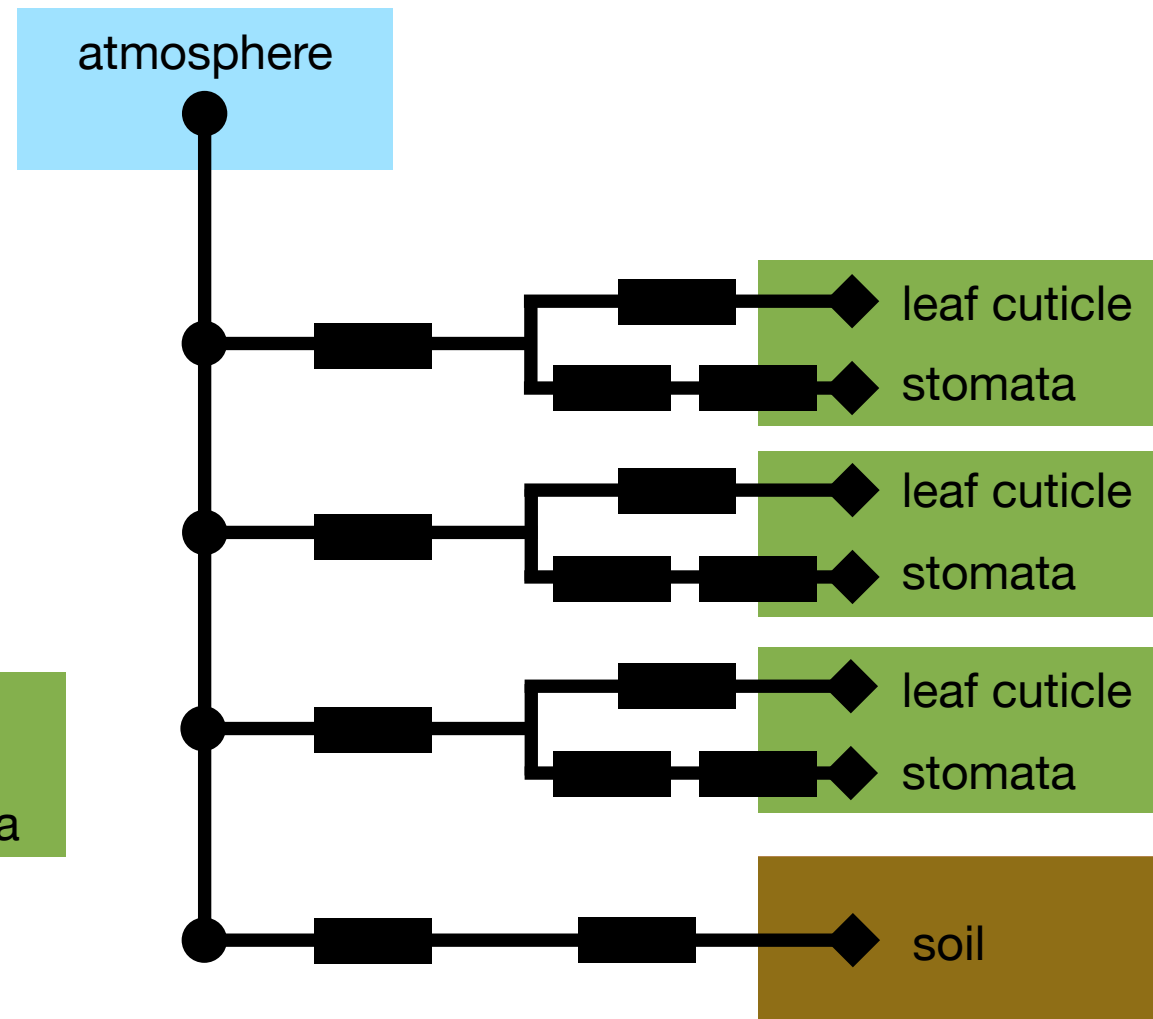 atmosphere
leaf cuticle
stomata
leaf cuticle
stomata
leaf cuticle
stomata
a
soil